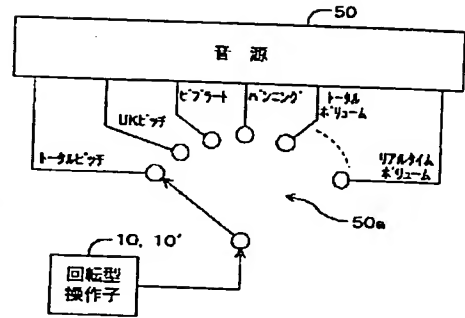 50
音源
ビブラート
パンニング
トータル
ボリューム
UKピッチ
トータルピッチ
リアルタイム
ボリューム
50a
10, 10′
回転型
操作子